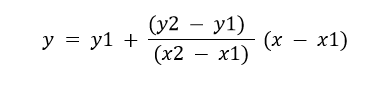 y = y1 + (y2 − y1)/(x2 − x1) (x − x1)